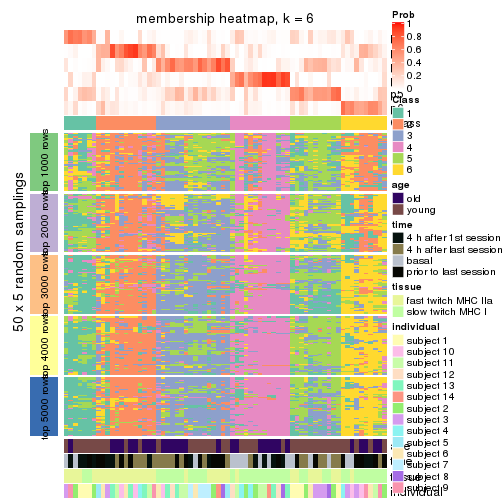 membership heatmap, k = 6
50 x 5 random samplings
top 1000 rows
top 2000 rows
top 3000 rows
top 4000 rows
top 5000 rows
Prob
1
0.8
0.6
0.4
0.2
0
Class
1
2
3
4
5
6
age
old
young
time
4 h after 1st session
4 h after last session
basal
prior to last session
tissue
fast twitch MHC IIa
slow twitch MHC I
individual
subject 1
subject 10
subject 11
subject 12
subject 13
subject 14
subject 2
subject 3
subject 4
subject 5
subject 6
subject 7
subject 8
subject 9
individual